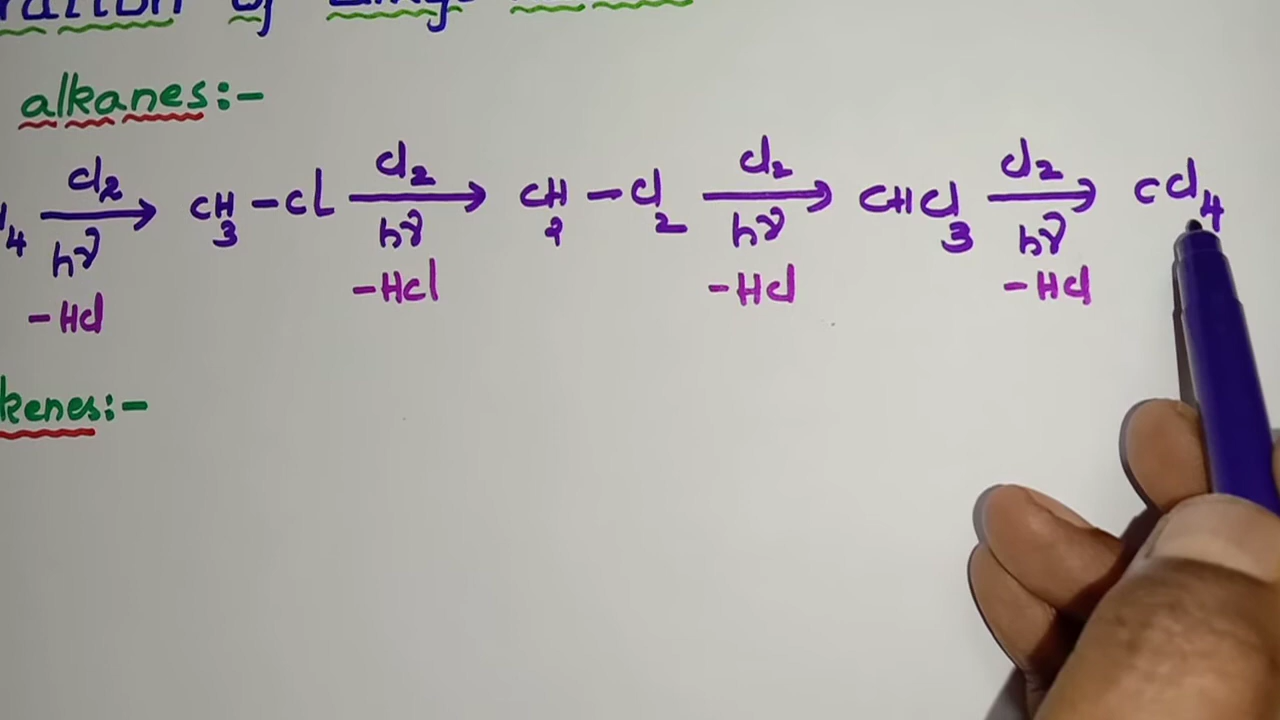 of
alkanes:-
4 Cl₂ hν -HCl → CH₃-Cl Cl₂ hν -HCl → CH₂-Cl₂ Cl₂ hν -HCl → CHCl₃ Cl₂ hν -HCl → CCl₄
kenes:-